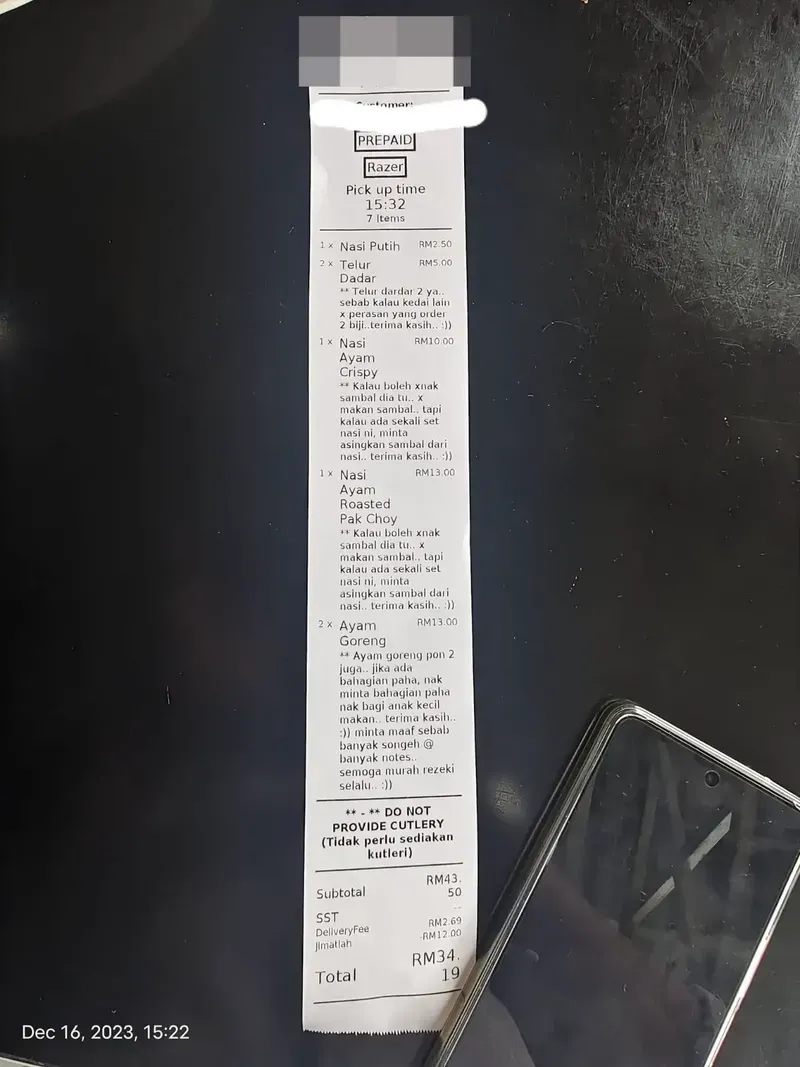 Customer:
PREPAID
Razer
Pick up time
15:32
7 Items
1 x Nasi Putih RM2.50
2 x Telur RM5.00
Dadar
** Telur dardar 2 ya..
sebab kalau kedai lain
x perasan yang order
2 biji..terima kasih.. :))
1 x Nasi RM10.00
Ayam
Crispy
** Kalau boleh xnak
sambal dia tu.. x
makan sambal.. tapi
kalau ada sekali set
nasi ni, minta
asingkan sambal dari
nasi.. terima kasih.. :))
1 x Nasi RM13.00
Ayam
Roasted
Pak Choy
** Kalau boleh xnak
sambal dia tu.. x
makan sambal.. tapi
kalau ada sekali set
nasi ni, minta
asingkan sambal dari
nasi.. terima kasih.. :))
2 x Ayam RM13.00
Goreng
** Ayam goreng pon 2
juga.. jika ada
bahagian paha, nak
minta bahagian paha
nak bagi anak kecil
makan.. terima kasih..
:)) minta maaf sebab
banyak songeh @
banyak notes..
semoga murah rezeki
selalu.. :))
** - ** DO NOT
PROVIDE CUTLERY
(Tidak perlu sediakan
kutleri)
Subtotal RM43.
50
SST --
DeliveryFee RM2.69
Jimatlah -RM12.00
Total RM34.
19
Dec 16, 2023, 15:22